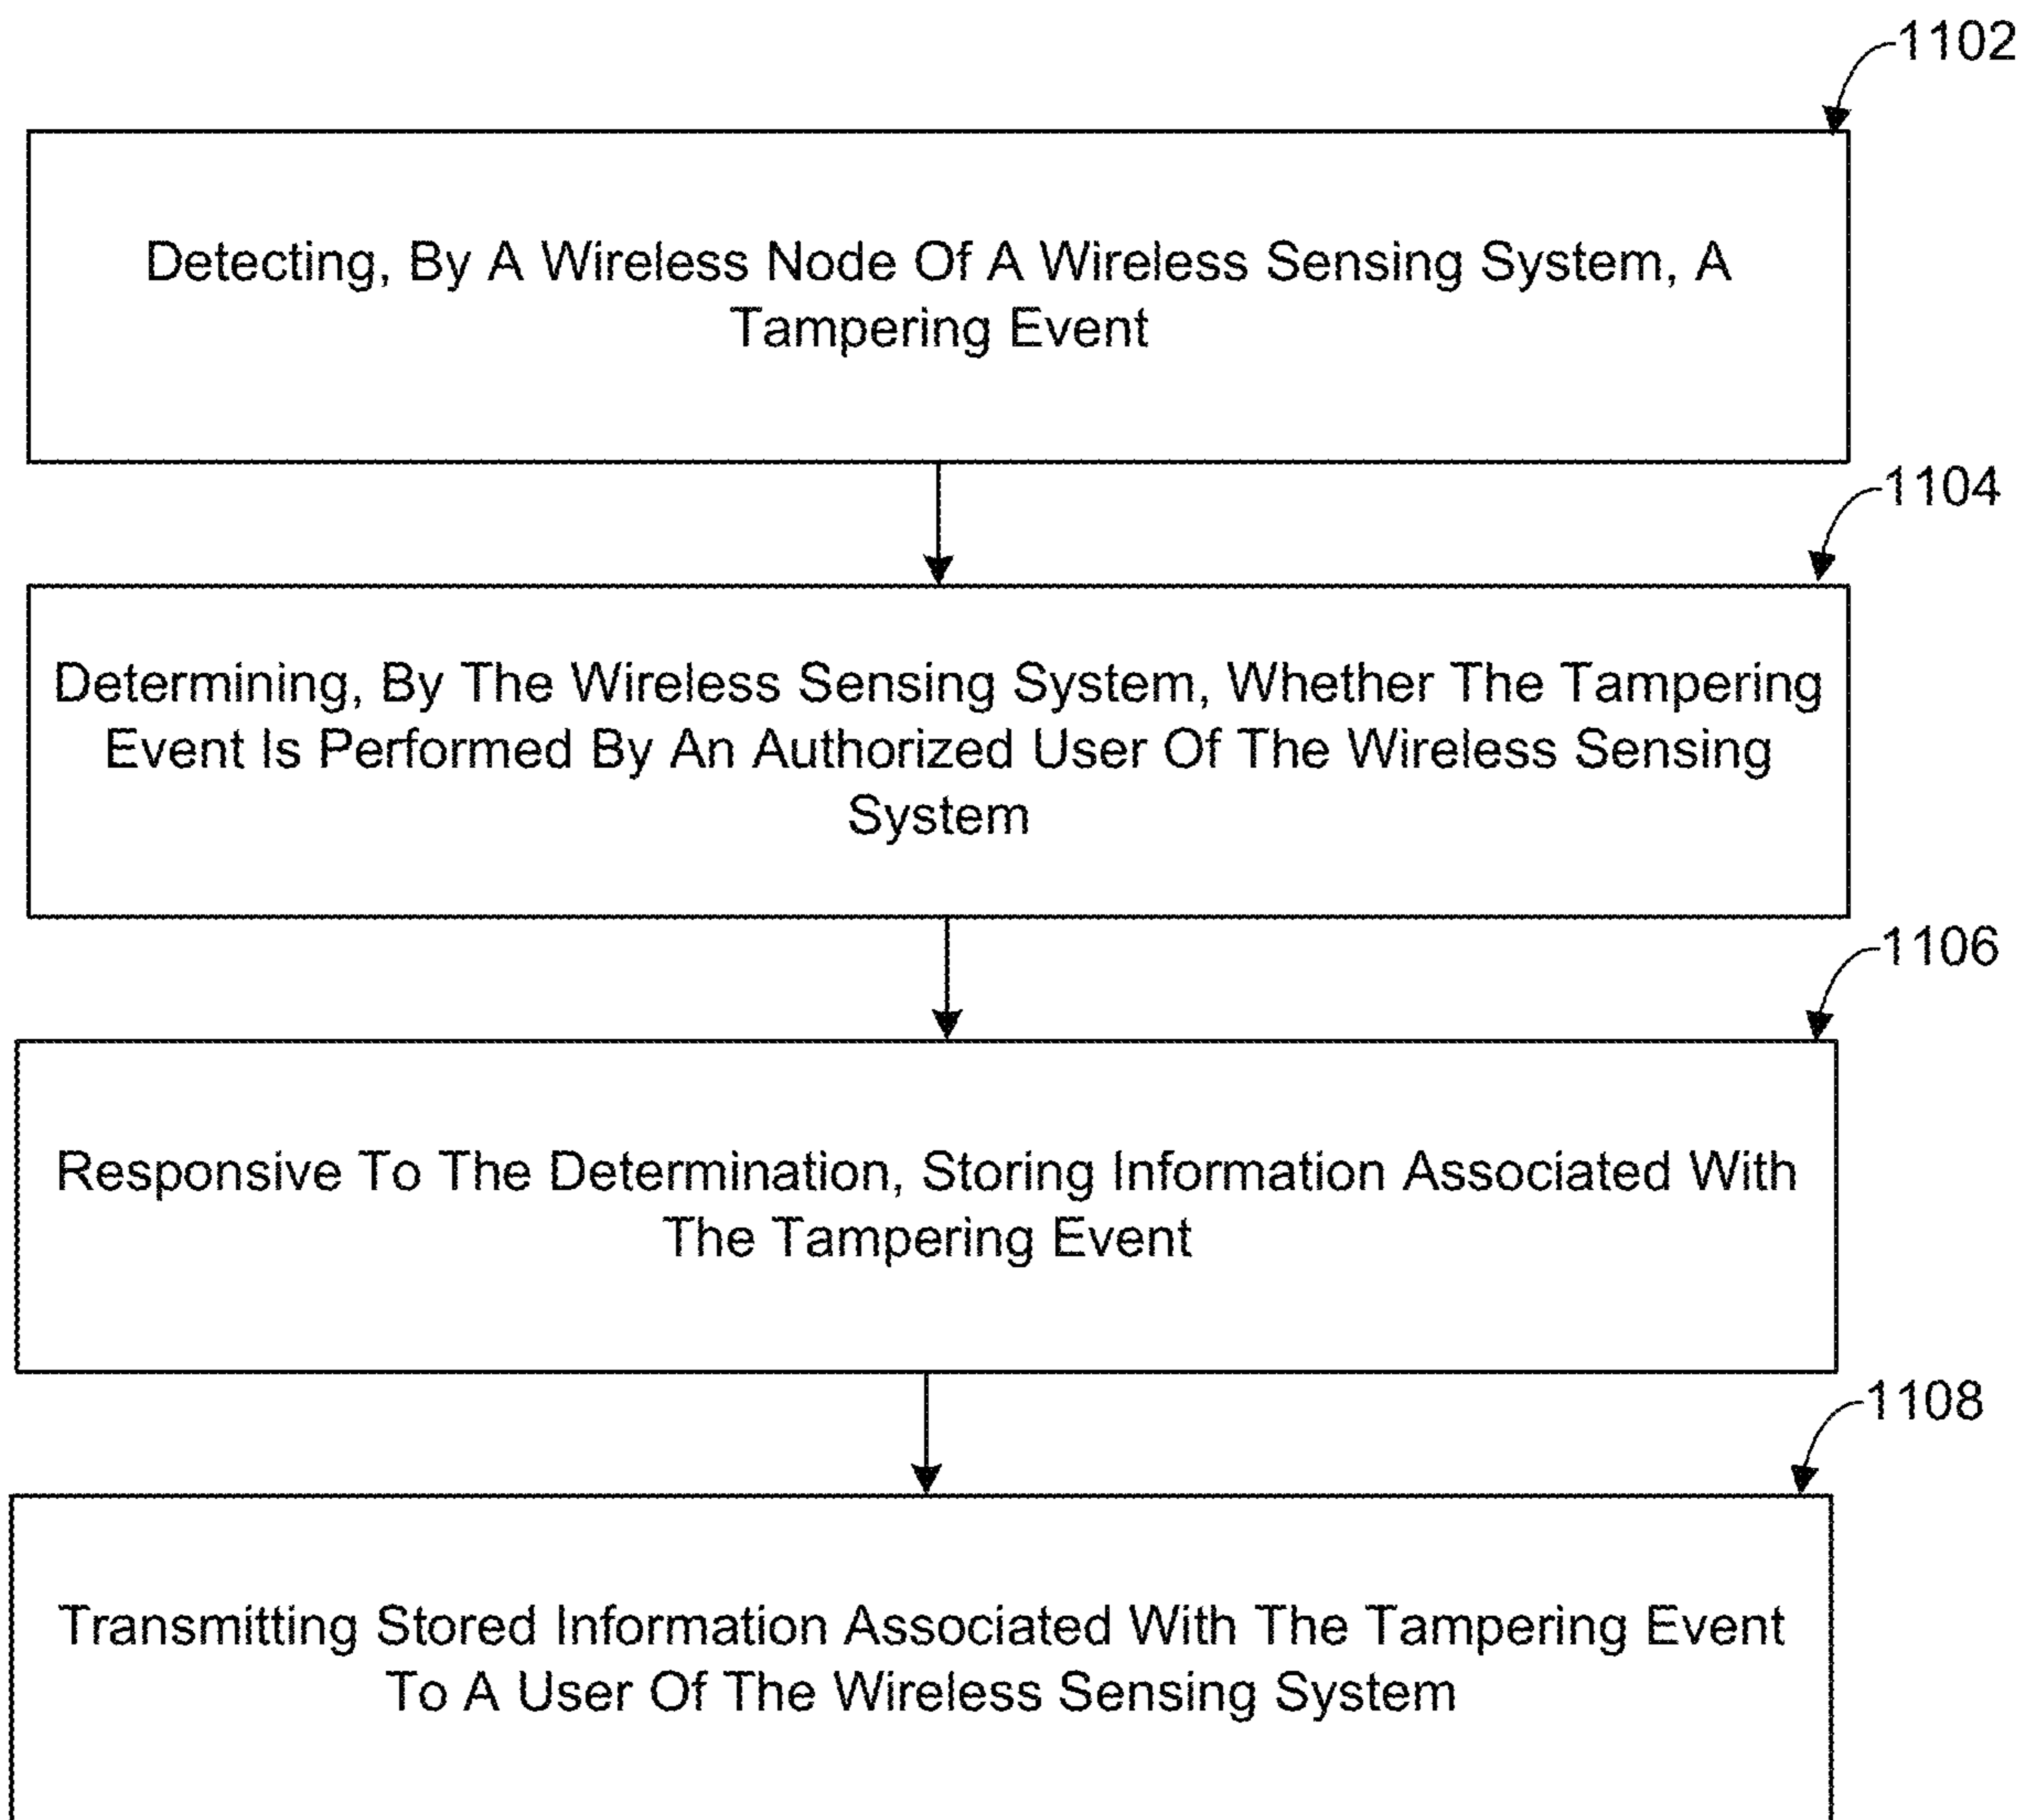 1102
Detecting, By A Wireless Node Of A Wireless Sensing System, A
Tampering Event
1104
Determining, By The Wireless Sensing System, Whether The Tampering
Event Is Performed By An Authorized User Of The Wireless Sensing
System
1106
Responsive To The Determination, Storing Information Associated With
The Tampering Event
1108
Transmitting Stored Information Associated With The Tampering Event
To A User Of The Wireless Sensing System